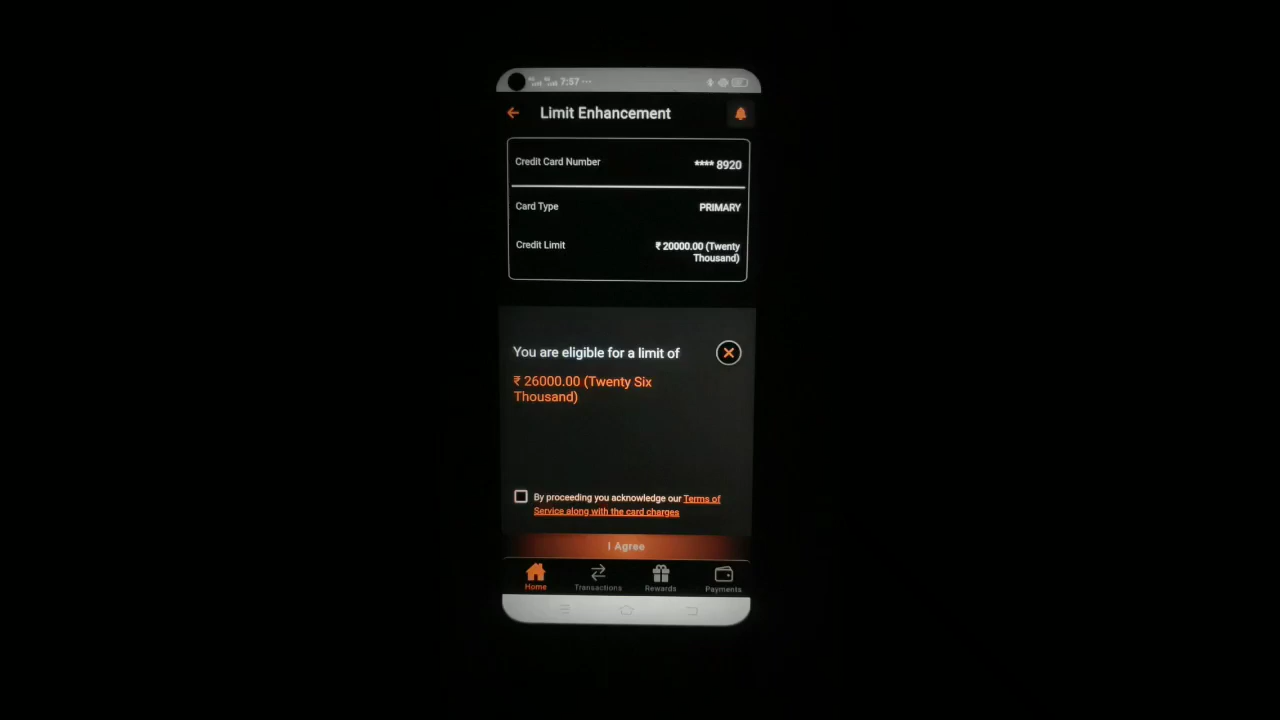 7:57 ...
Limit Enhancement
Credit Card Number
**** 8920
Card Type
PRIMARY
Credit Limit
₹ 20000.00 (Twenty
Thousand)
You are eligible for a limit of
₹ 26000.00 (Twenty Six
Thousand)
By proceeding you acknowledge our Terms of
Service along with the card charges
I Agree
Home
Transactions
Rewards
Payments